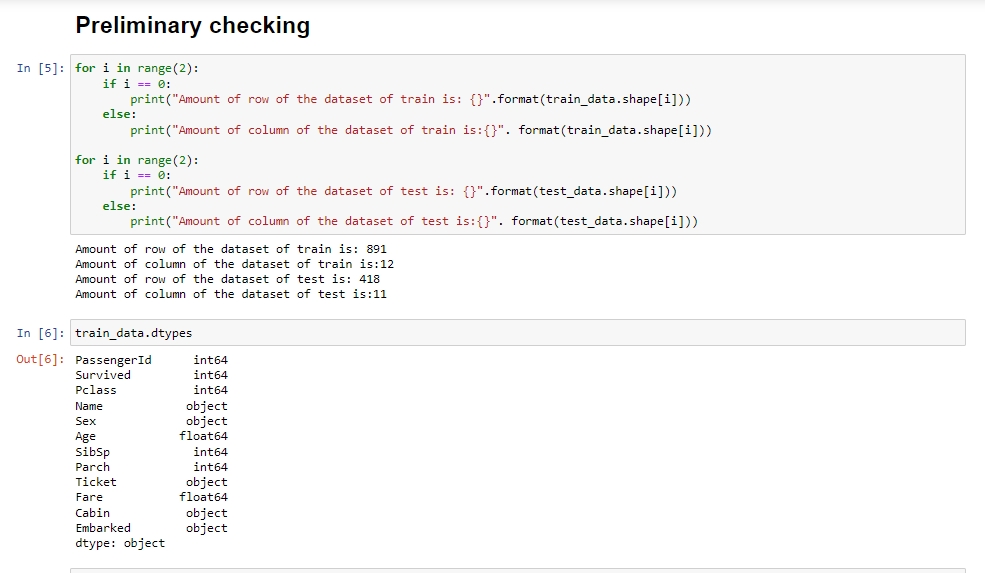 Preliminary checking
In [5]: for i in range(2):
    if i == 0:
        print("Amount of row of the dataset of train is: {}".format(train_data.shape[i]))
    else:
        print("Amount of column of the dataset of train is:{}". format(train_data.shape[i]))
for i in range(2):
    if i == 0:
        print("Amount of row of the dataset of test is: {}".format(test_data.shape[i]))
    else:
        print("Amount of column of the dataset of test is:{}". format(test_data.shape[i]))
Amount of row of the dataset of train is: 891
Amount of column of the dataset of train is:12
Amount of row of the dataset of test is: 418
Amount of column of the dataset of test is:11
In [6]: train_data.dtypes
Out[6]: PassengerId      int64
Survived         int64
Pclass           int64
Name            object
Sex             object
Age            float64
SibSp            int64
Parch            int64
Ticket          object
Fare           float64
Cabin           object
Embarked        object
dtype: object